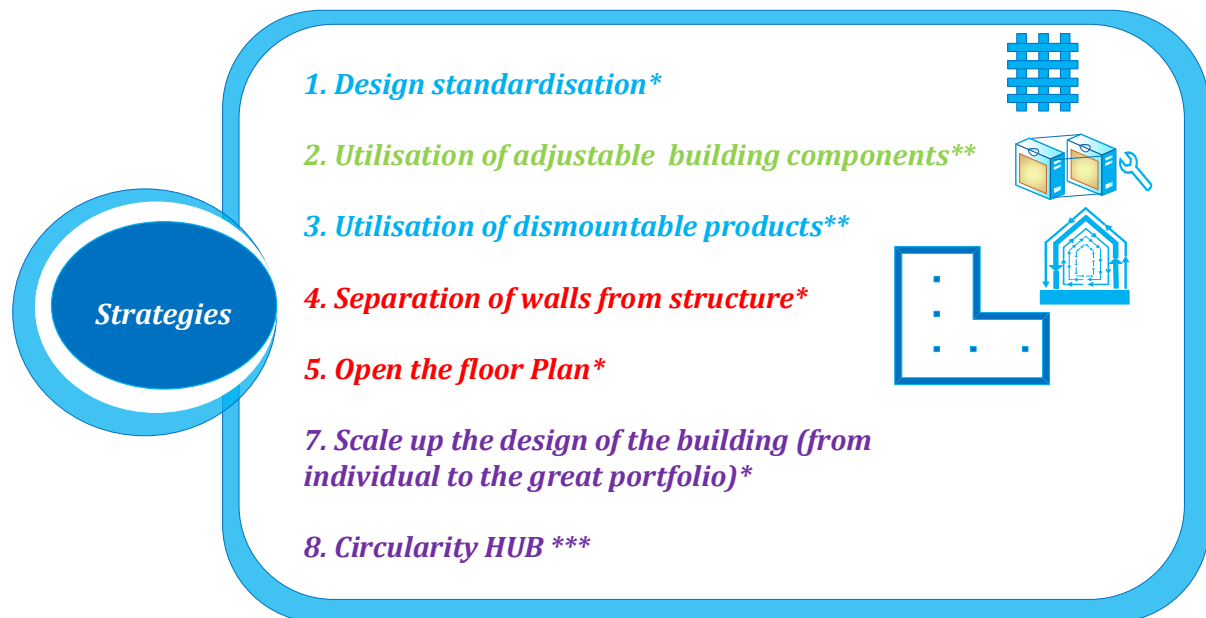 1. Design standardisation*
2. Utilisation of adjustable  building components**
3. Utilisation of dismountable products**
Strategies
4. Separation of walls from structure*
5. Open the floor Plan*
7. Scale up the design of the building (from
individual to the great portfolio)*
8. Circularity HUB ***